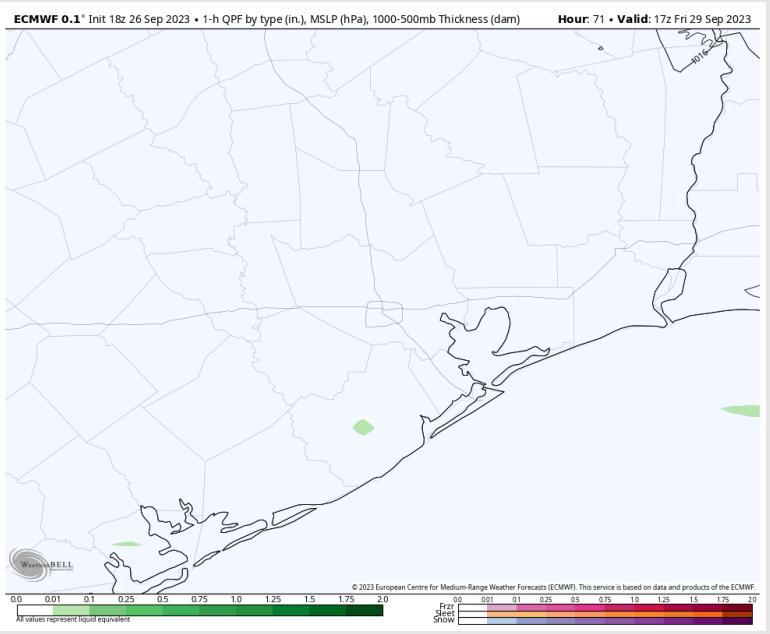 ECMWF 0.1° Init 18z 26 Sep 2023 • 1-h QPF by type (in.), MSLP (hPa), 1000-500mb Thickness (dam) Hour: 71 • Valid: 17z Fri 29 Sep 2023
1016
WEATHERBELL
© 2023 European Centre for Medium-Range Weather Forecasts (ECMWF). This service is based on data and products of the ECMWF.
0.0 0.01 0.1 0.25 0.5 0.75 1.0 1.25 1.5 1.75 2.0
All values represent liquid equivalent
0.0 0.01 0.1 0.25 0.5 0.75 1.0 1.25 1.5 1.75 2.0
Frzr
Sleet
Snow